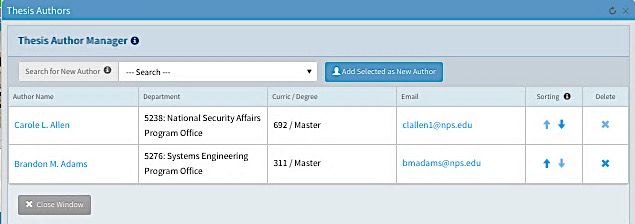 Thesis Authors
Thesis Author Manager
Search for New Author
--- Search ---
Add Selected as New Author
Author Name Department Curric / Degree Email Sorting Delete
Carole L. Allen 5238: National Security Affairs Program Office 692 / Master clallen1@nps.edu
Brandon M. Adams 5276: Systems Engineering Program Office 311 / Master bmadams@nps.edu
Close Window